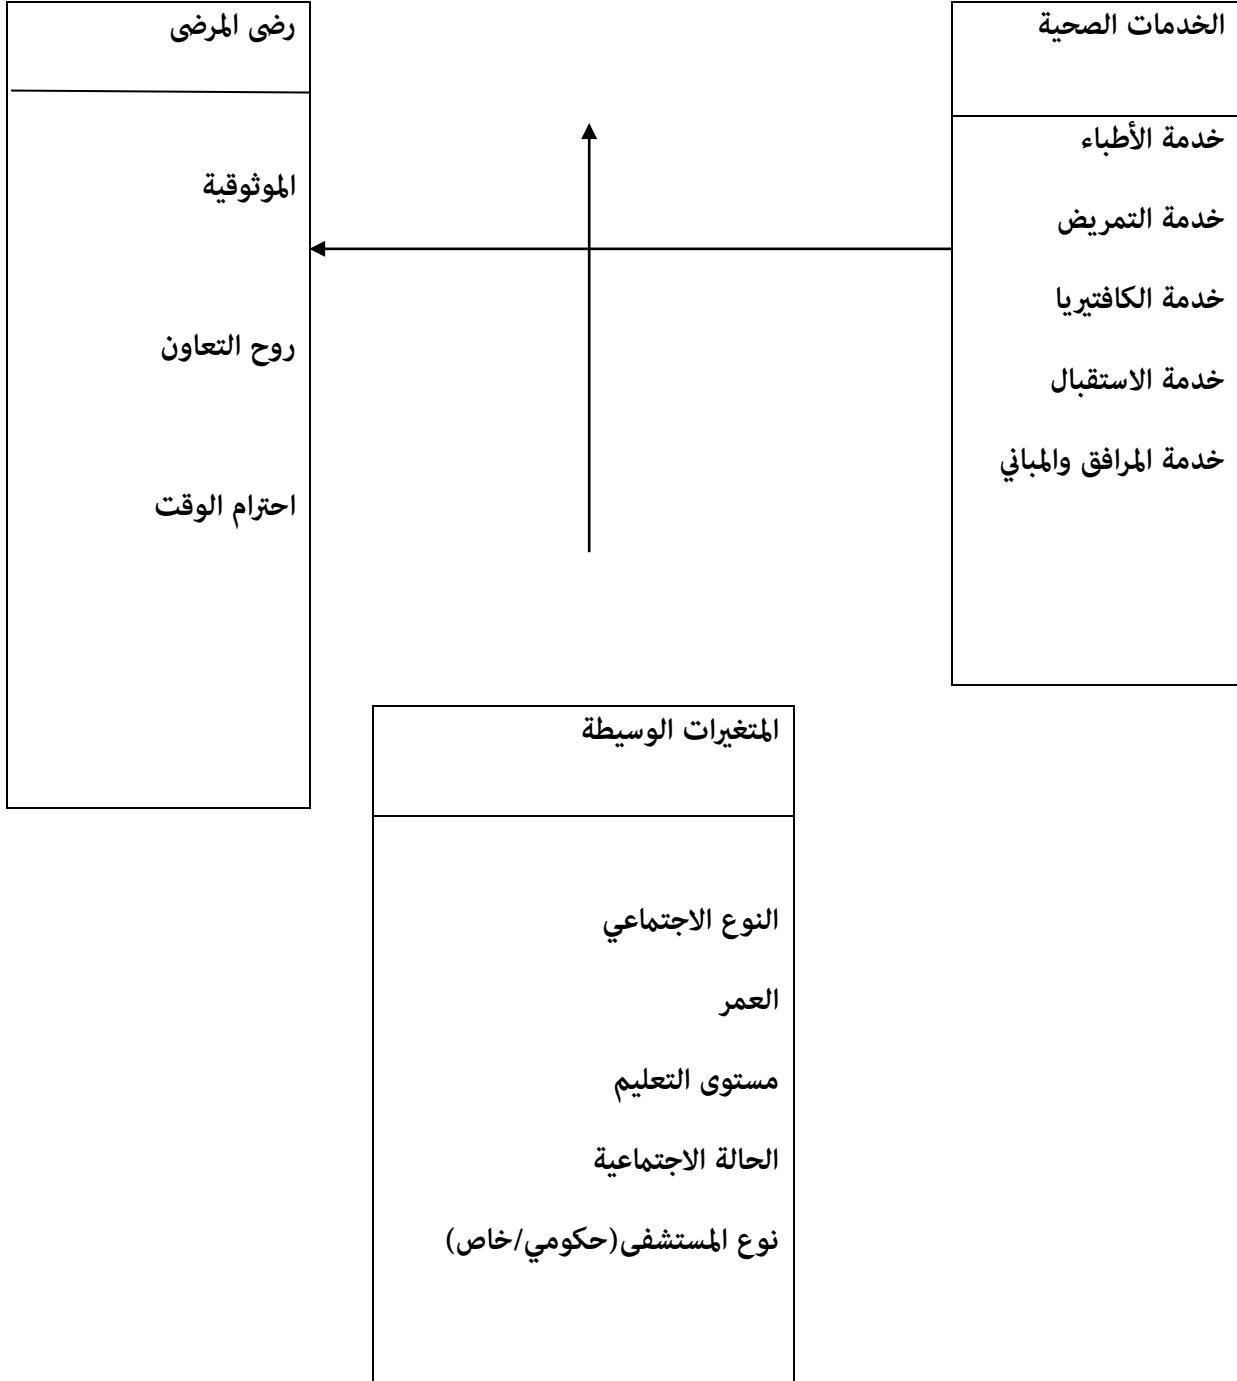 الخدمات الصحية
خدمة الأطباء
خدمة التمريض
خدمة الكافتيريا
خدمة الاستقبال
خدمة المرافق والمباني
رضى المرضى
الموثوقية
روح التعاون
احترام الوقت
المتغيرات الوسيطة
النوع الاجتماعي
العمر
مستوى التعليم
الحالة الاجتماعية
نوع المستشفى(حكومي/خاص)